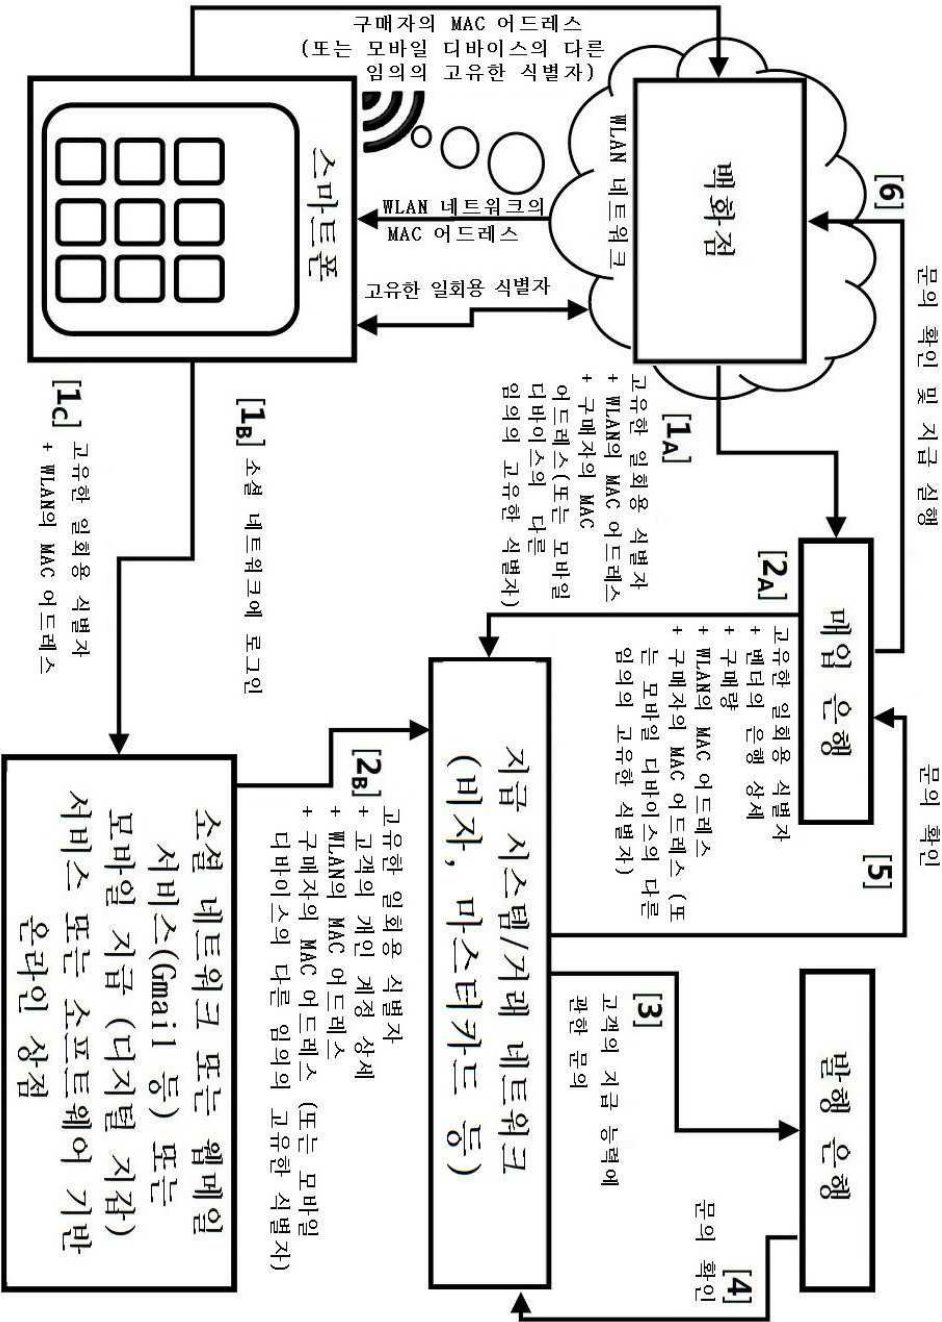 구매자의 MAC 어드레스
(또는 모바일 디바이스의 다른
임의의 고유한 식별자)
스마트폰
WLAN 네트워크의
MAC 어드레스
고유한 일회용 식별자
WLAN 네트워크
백화점
[6]
문의 확인 및 지급 실행
[1A]
고유한 일회용 식별자
+ WLAN의 MAC 어드레스
+ 구매자의 MAC
어드레스(또는 모바일
디바이스의 다른
임의의 고유한 식별자)
[1B] 소셜 네트워크에 로그인
[1C] 고유한 일회용 식별자
+ WLAN의 MAC 어드레스
매입 은행
[2A]
고유한 일회용 식별자
+ 벤더의 은행 상세
+ 구매량
+ WLAN의 MAC 어드레스
+ 구매자의 MAC 어드레스 (또
는 모바일 디바이스의 다른
임의의 고유한 식별자)
문의 확인
[5]
지급 시스템/거래 네트워크
(비자, 마스터카드 등)
[2B]
고유한 일회용 식별자
+ 고객의 개인 계정 상세
+ WLAN의 MAC 어드레스
+ 구매자의 MAC 어드레스 (또는 모바일
디바이스의 다른 임의의 고유한 식별자)
소셜 네트워크 또는 웹메일
서비스(Gmail 등) 또는
모바일 지급 (디지털 지갑)
서비스 또는 소프트웨어 기반
온라인 상점
[3]
고객의 지급 능력에
관한 문의
발행 은행
[4]
문의 확인